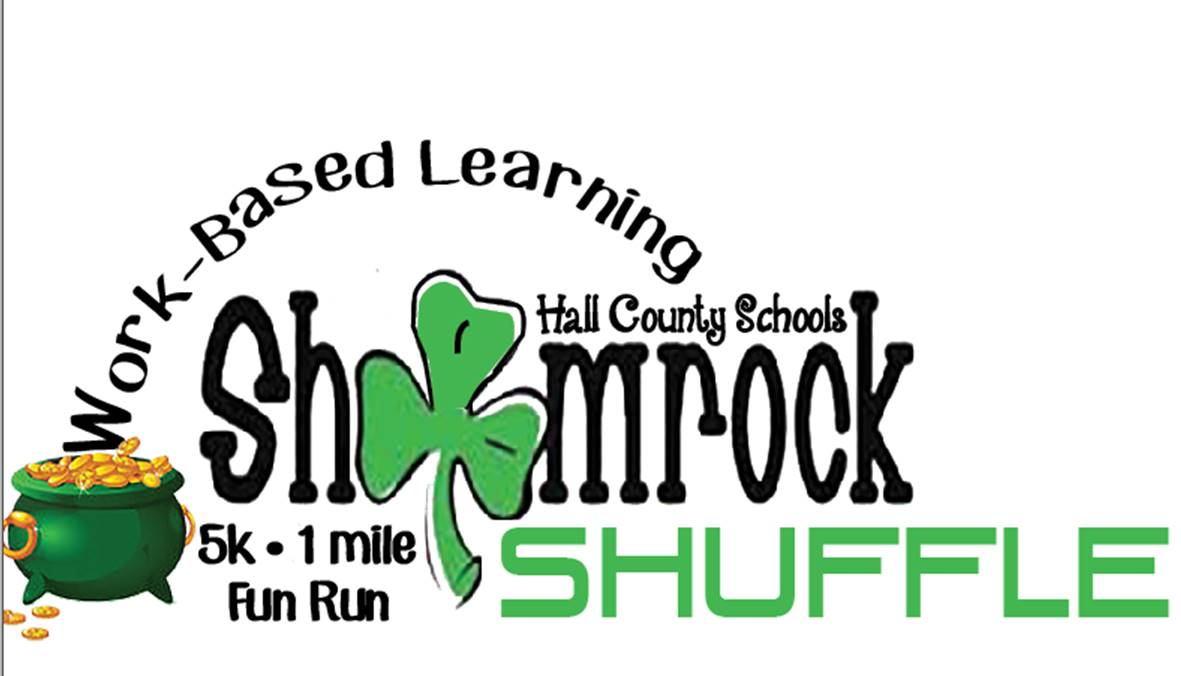 Work-Based Learning
Hall County Schools
Shamrock
SHUFFLE
5k • 1 mile
Fun Run